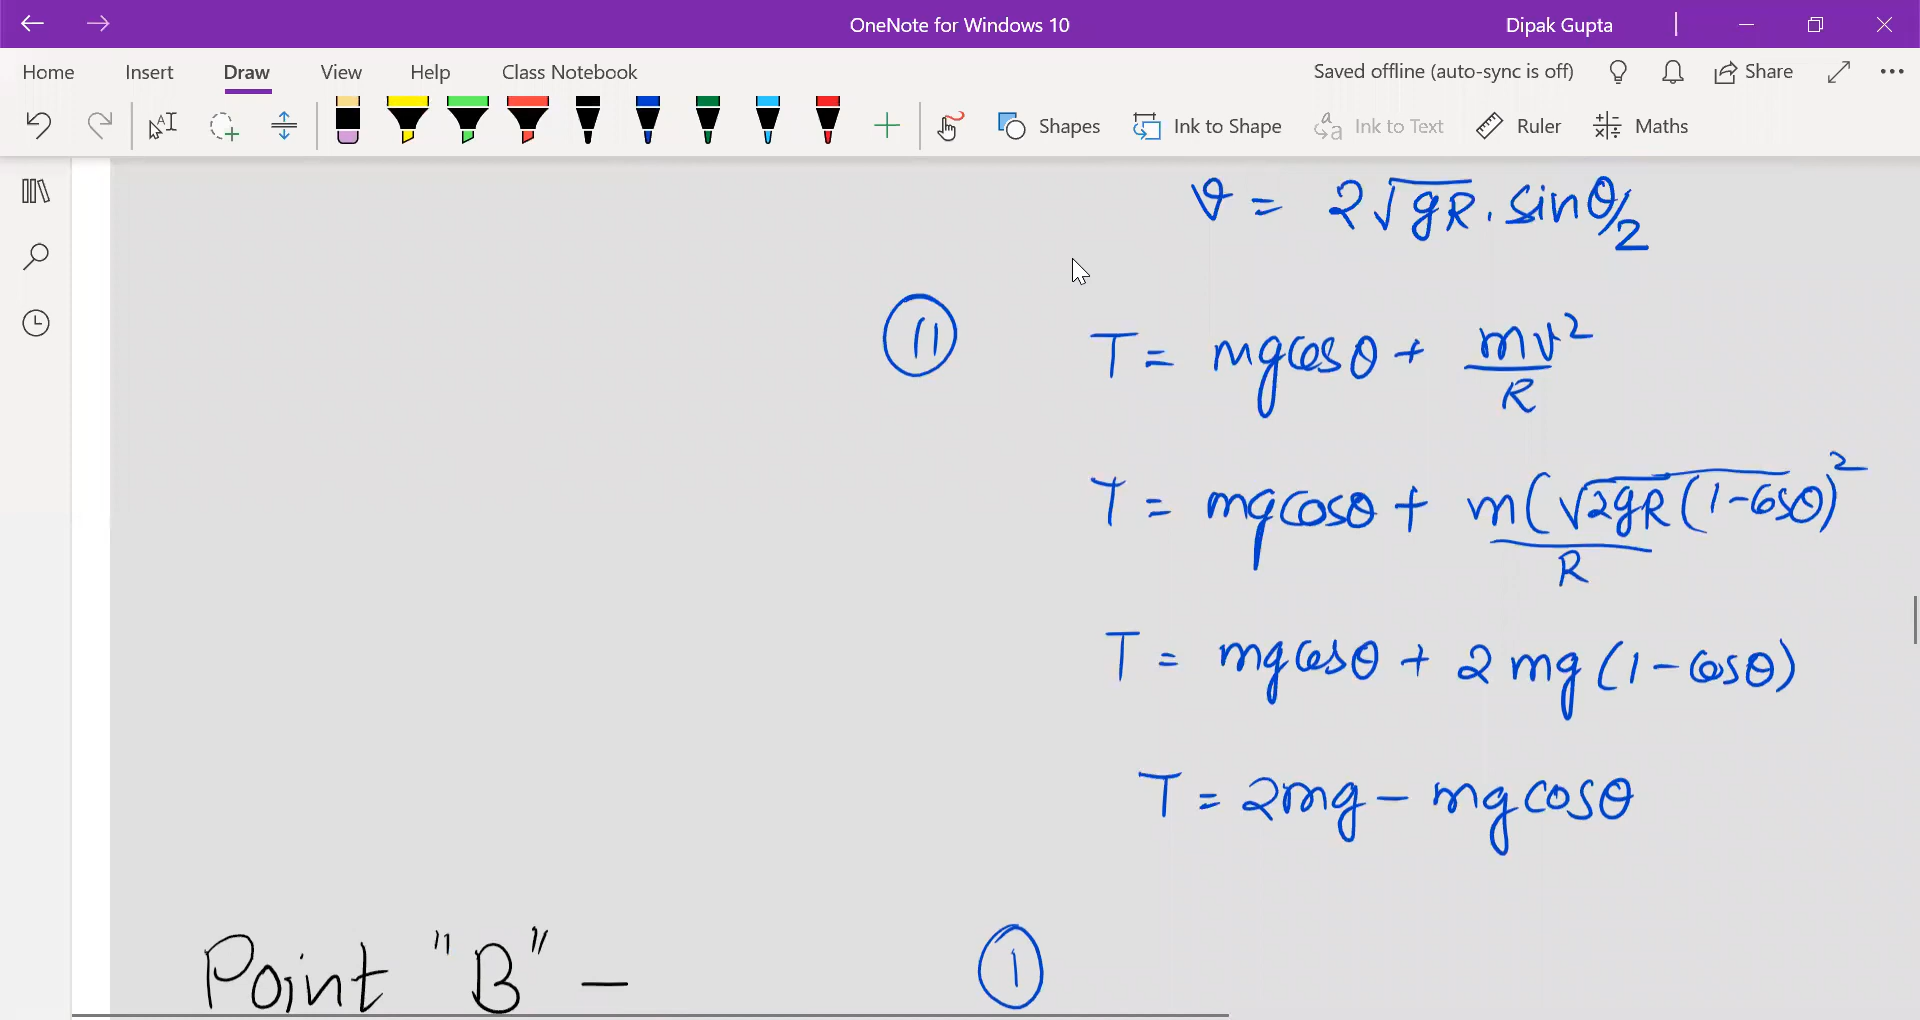 OneNote for Windows 10 Dipak Gupta
Home Insert Draw View Help Class Notebook Saved offline (auto-sync is off) Share
Shapes Ink to Shape Ink to Text Ruler Maths
v = 2√gR . sinθ/2
(11) T = mgcosθ + mv²/R
T = mgcosθ + m(√2gR(1-cosθ)²/R
T = mgcosθ + 2mg(1-cosθ)
T = 2mg - mgcosθ
Point "B" - (1)